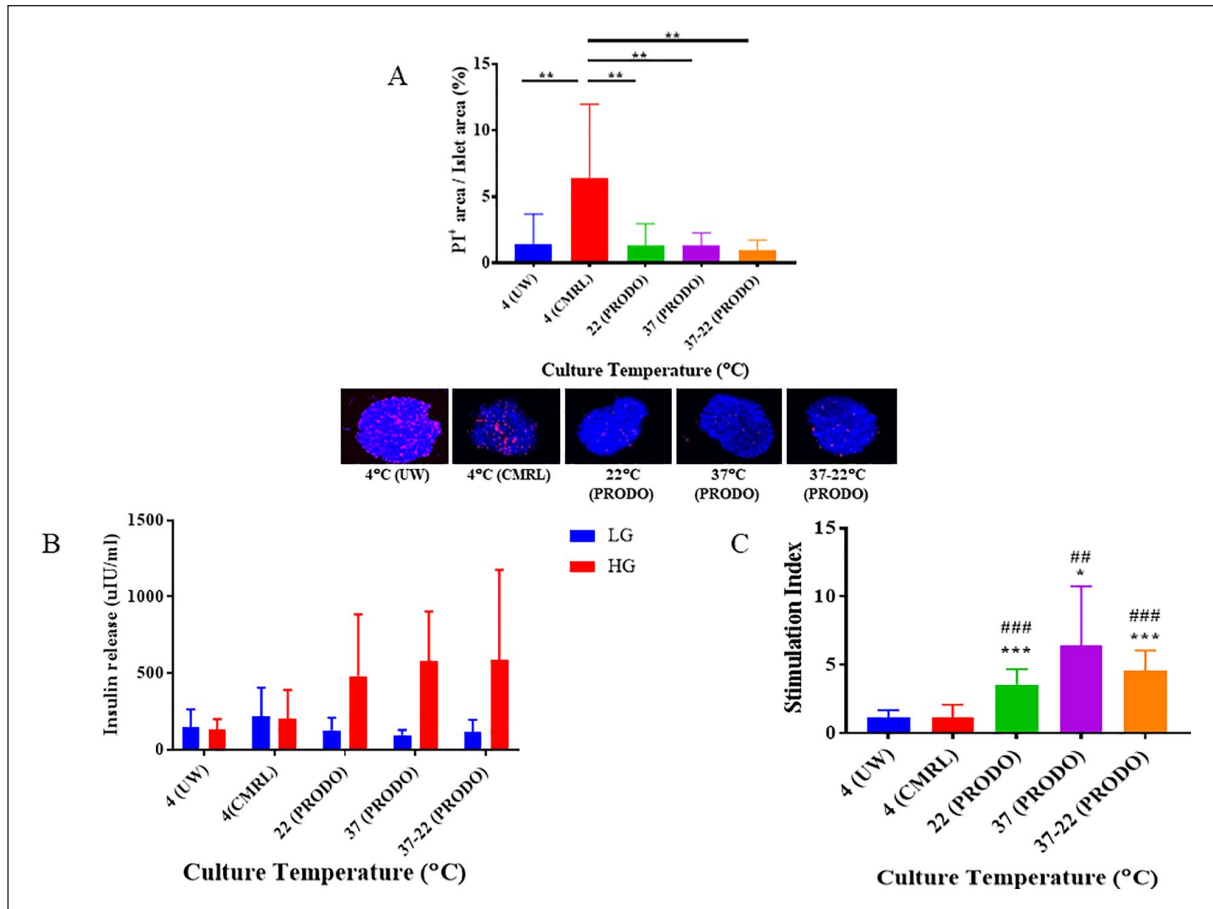 A
**
**
**
**
PI⁺ area / Islet area (%)
15
10
5
0
4 (UW)
4 (CMRL)
22 (PRODO)
37 (PRODO)
37-22 (PRODO)
Culture Temperature (°C)
4°C (UW)
4°C (CMRL)
22°C
(PRODO)
37°C
(PRODO)
37-22°C
(PRODO)
B
Insulin release (uIU/ml)
1500
1000
500
0
LG
HG
4 (UW)
4(CMRL)
22 (PRODO)
37 (PRODO)
37-22 (PRODO)
Culture Temperature (°C)
C
Stimulation Index
15
10
5
0
###
***
##
*
###
***
4 (UW)
4 (CMRL)
22 (PRODO)
37 (PRODO)
37-22 (PRODO)
Culture Temperature (°C)